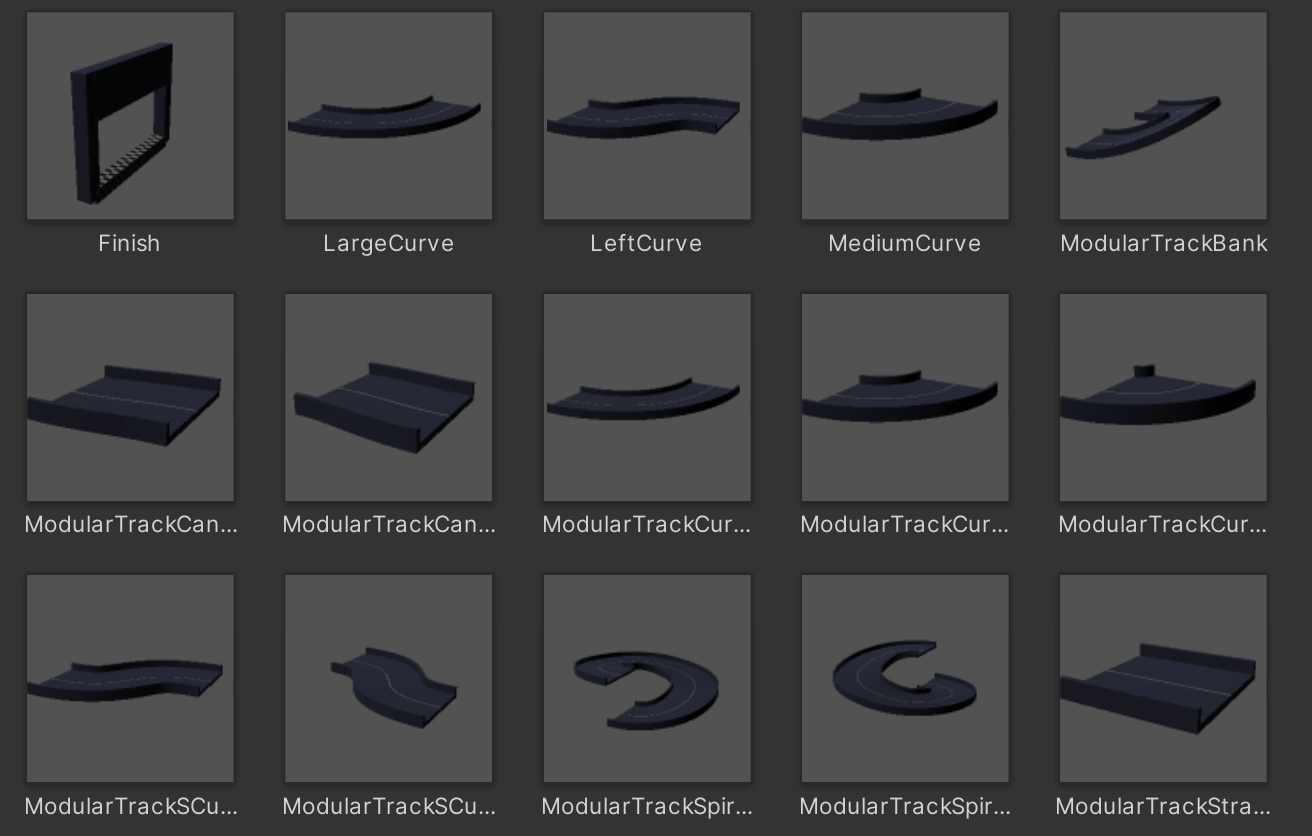 Finish
LargeCurve
LeftCurve
MediumCurve
ModularTrackBank
ModularTrackCan...
ModularTrackCan...
ModularTrackCur...
ModularTrackCur...
ModularTrackCur...
ModularTrackSCu...
ModularTrackSCu...
ModularTrackSpir...
ModularTrackSpir...
ModularTrackStra...